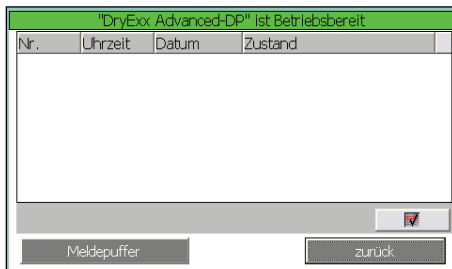 "DryExx Advanced-DP" ist Betriebsbereit
Nr. Uhrzeit Datum Zustand
Meldepuffer zurück